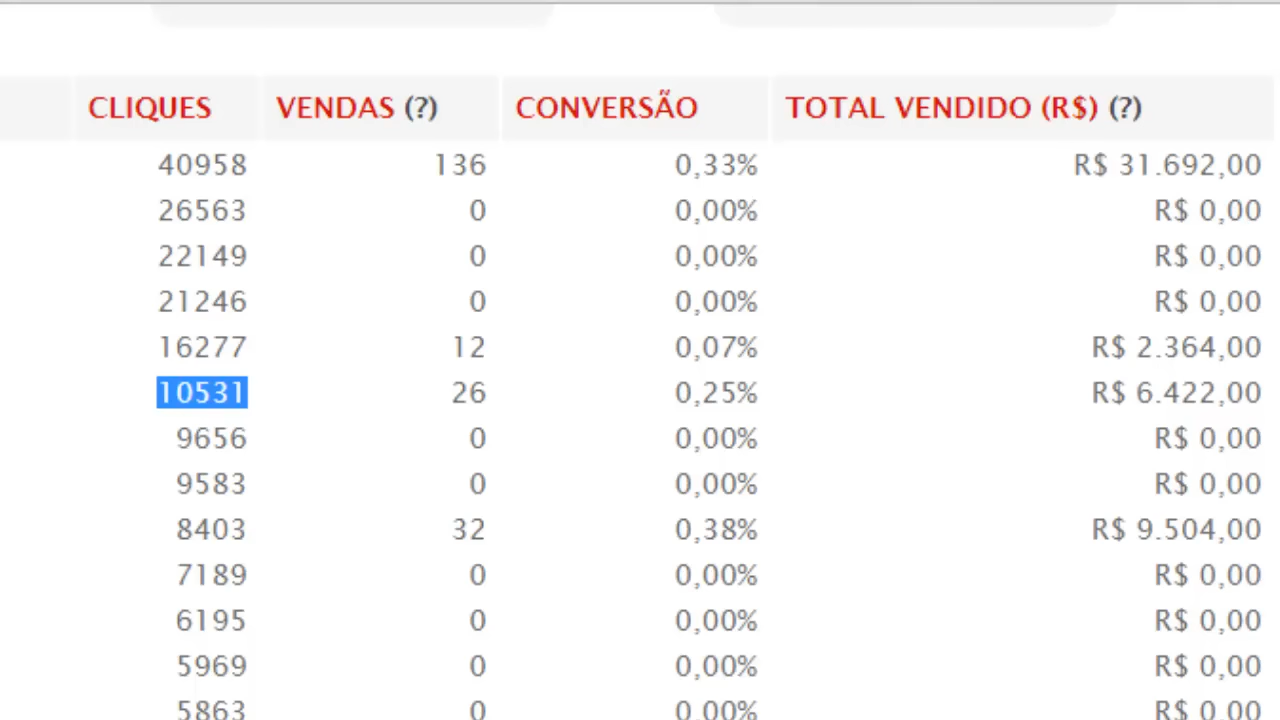 CLIQUES VENDAS (?) CONVERSÃO TOTAL VENDIDO (R$) (?)
40958 136 0,33% R$ 31.692,00
26563 0 0,00% R$ 0,00
22149 0 0,00% R$ 0,00
21246 0 0,00% R$ 0,00
16277 12 0,07% R$ 2.364,00
10531 26 0,25% R$ 6.422,00
9656 0 0,00% R$ 0,00
9583 0 0,00% R$ 0,00
8403 32 0,38% R$ 9.504,00
7189 0 0,00% R$ 0,00
6195 0 0,00% R$ 0,00
5969 0 0,00% R$ 0,00
5863 0 0,00% R$ 0,00